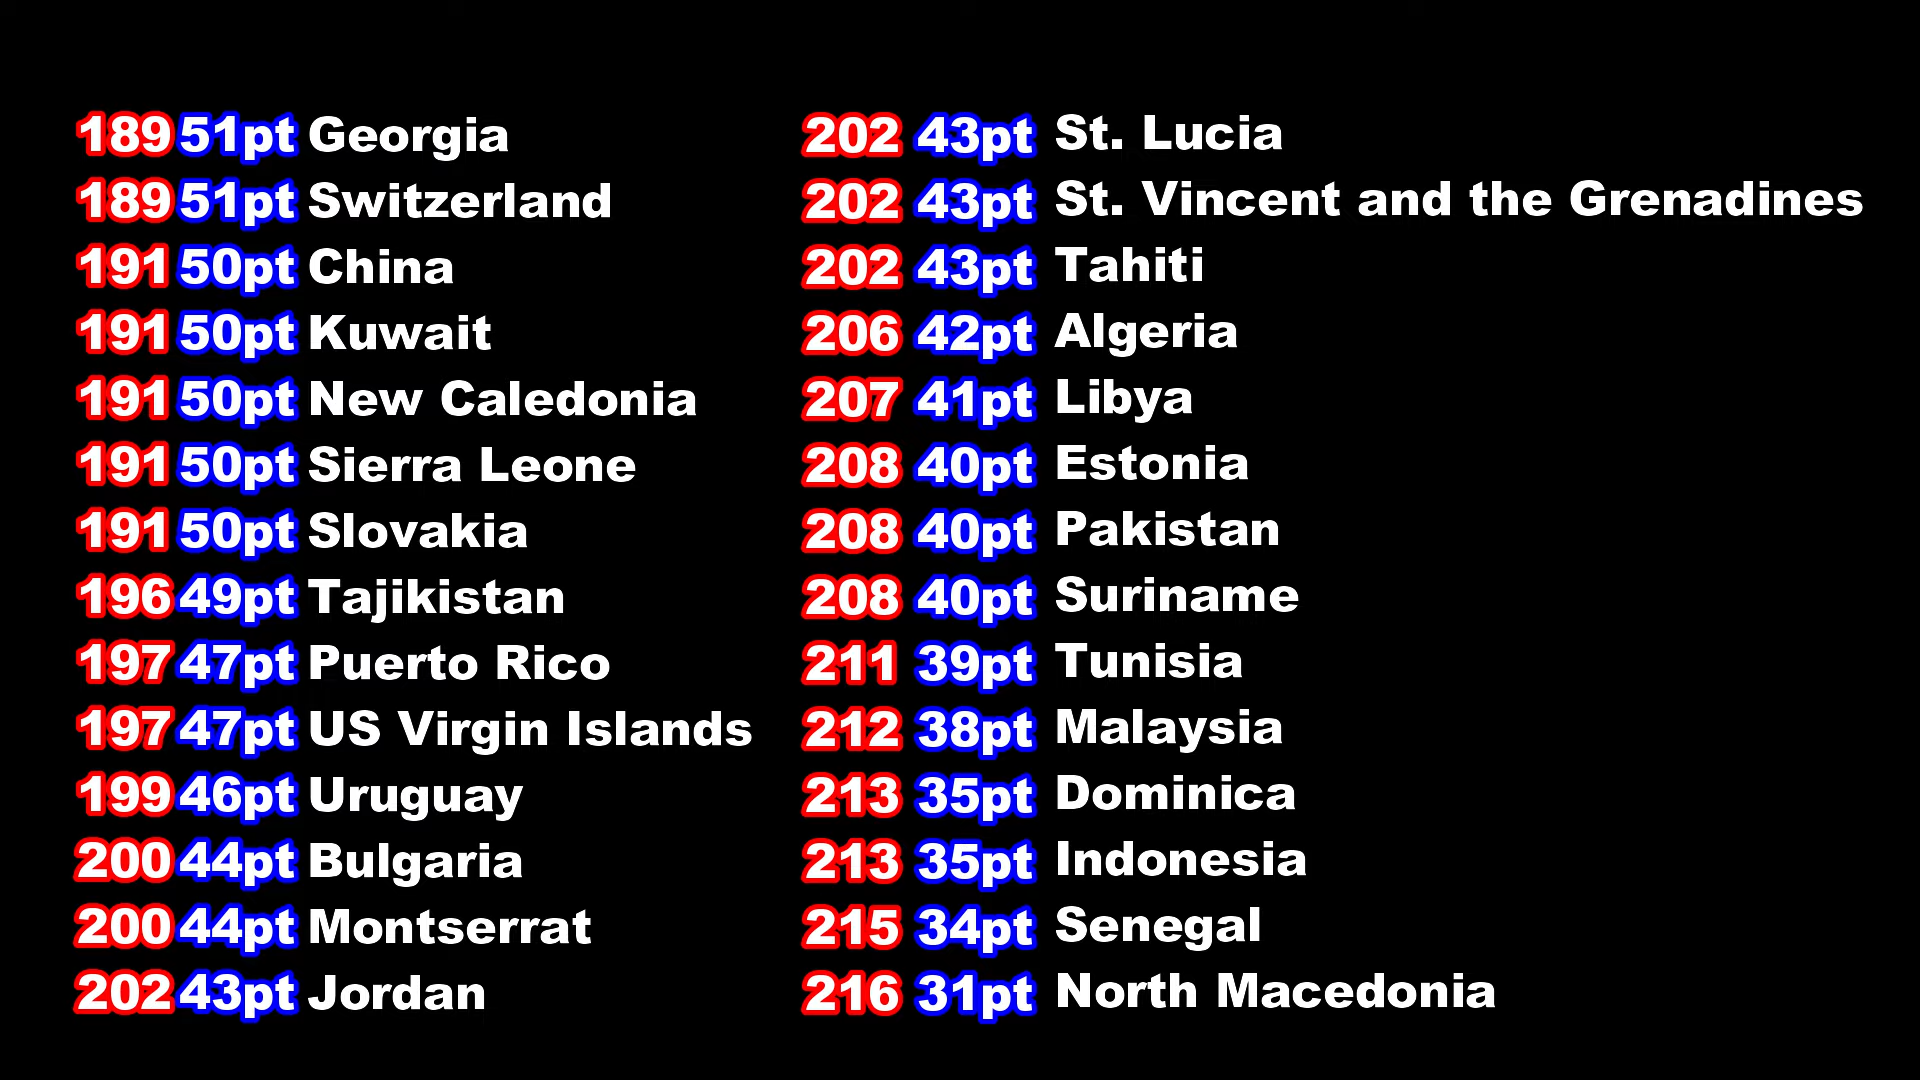 189 51pt Georgia
189 51pt Switzerland
191 50pt China
191 50pt Kuwait
191 50pt New Caledonia
191 50pt Sierra Leone
191 50pt Slovakia
196 49pt Tajikistan
197 47pt Puerto Rico
197 47pt US Virgin Islands
199 46pt Uruguay
200 44pt Bulgaria
200 44pt Montserrat
202 43pt Jordan
202 43pt St. Lucia
202 43pt St. Vincent and the Grenadines
202 43pt Tahiti
206 42pt Algeria
207 41pt Libya
208 40pt Estonia
208 40pt Pakistan
208 40pt Suriname
211 39pt Tunisia
212 38pt Malaysia
213 35pt Dominica
213 35pt Indonesia
215 34pt Senegal
216 31pt North Macedonia